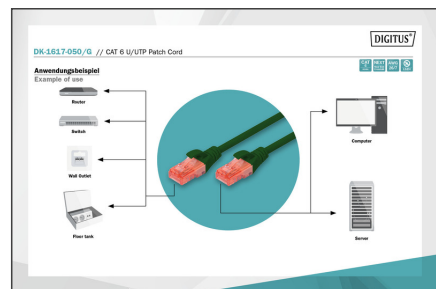 DIGITUS®
DK-1617-050/G // CAT 6 U/UTP Patch Cord
Anwendungsbeispiel
Example of use
Router
Switch
Wall Outlet
Floor tank
Computer
Server